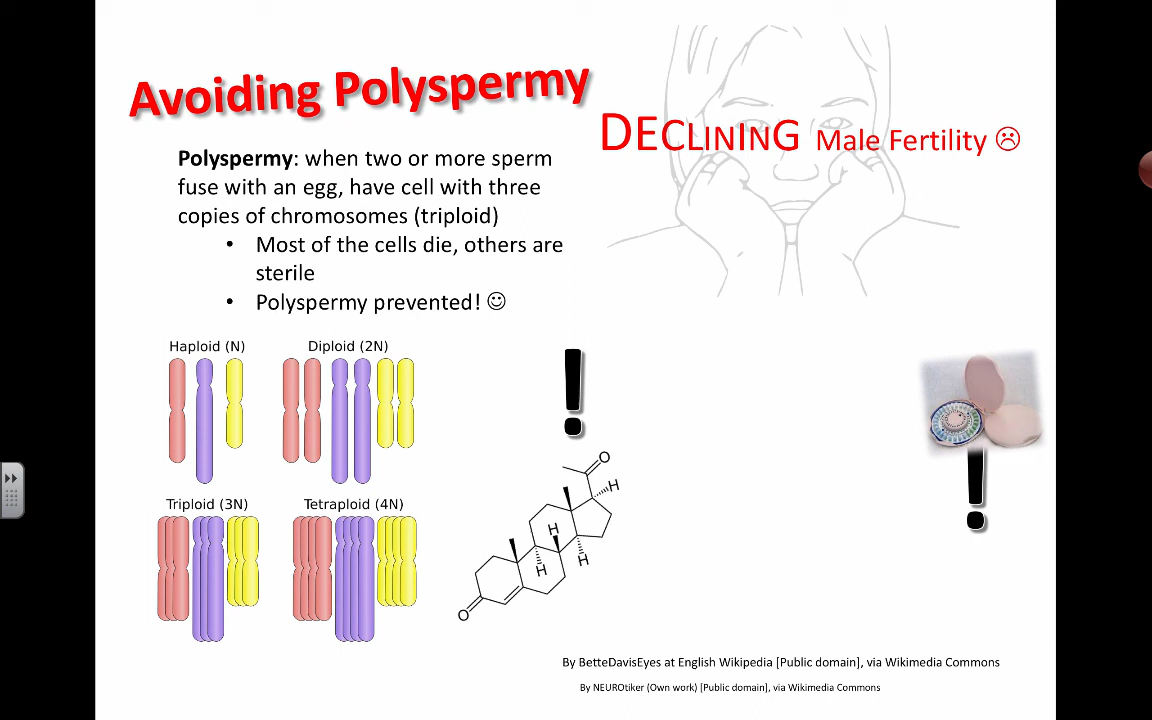 Avoiding Polyspermy
DECLINING Male Fertility ☹
Polyspermy: when two or more sperm
fuse with an egg, have cell with three
copies of chromosomes (triploid)
• Most of the cells die, others are
sterile
• Polyspermy prevented! ☺
Haploid (N) Diploid (2N)
!
Triploid (3N) Tetraploid (4N)
O
H
H
H
H
O
!
By BetteDavisEyes at English Wikipedia [Public domain], via Wikimedia Commons
By NEUROtiker (Own work) [Public domain], via Wikimedia Commons